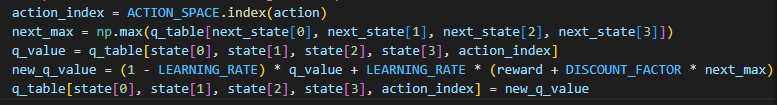 action_index = ACTION_SPACE.index(action)
next_max = np.max(q_table[next_state[0], next_state[1], next_state[2], next_state[3]])
q_value = q_table[state[0], state[1], state[2], state[3], action_index]
new_q_value = (1 - LEARNING_RATE) * q_value + LEARNING_RATE * (reward + DISCOUNT_FACTOR * next_max)
q_table[state[0], state[1], state[2], state[3], action_index] = new_q_value